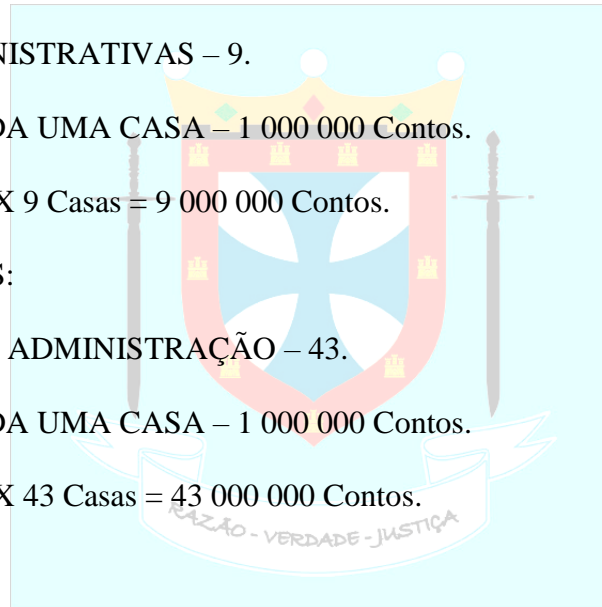 NISTRATIVAS – 9.
DA UMA CASA – 1 000 000 Contos.
X 9 Casas = 9 000 000 Contos.
S:
ADMINISTRAÇÃO – 43.
DA UMA CASA – 1 000 000 Contos.
X 43 Casas = 43 000 000 Contos.
RAZÃO - VERDADE - JUSTIÇA